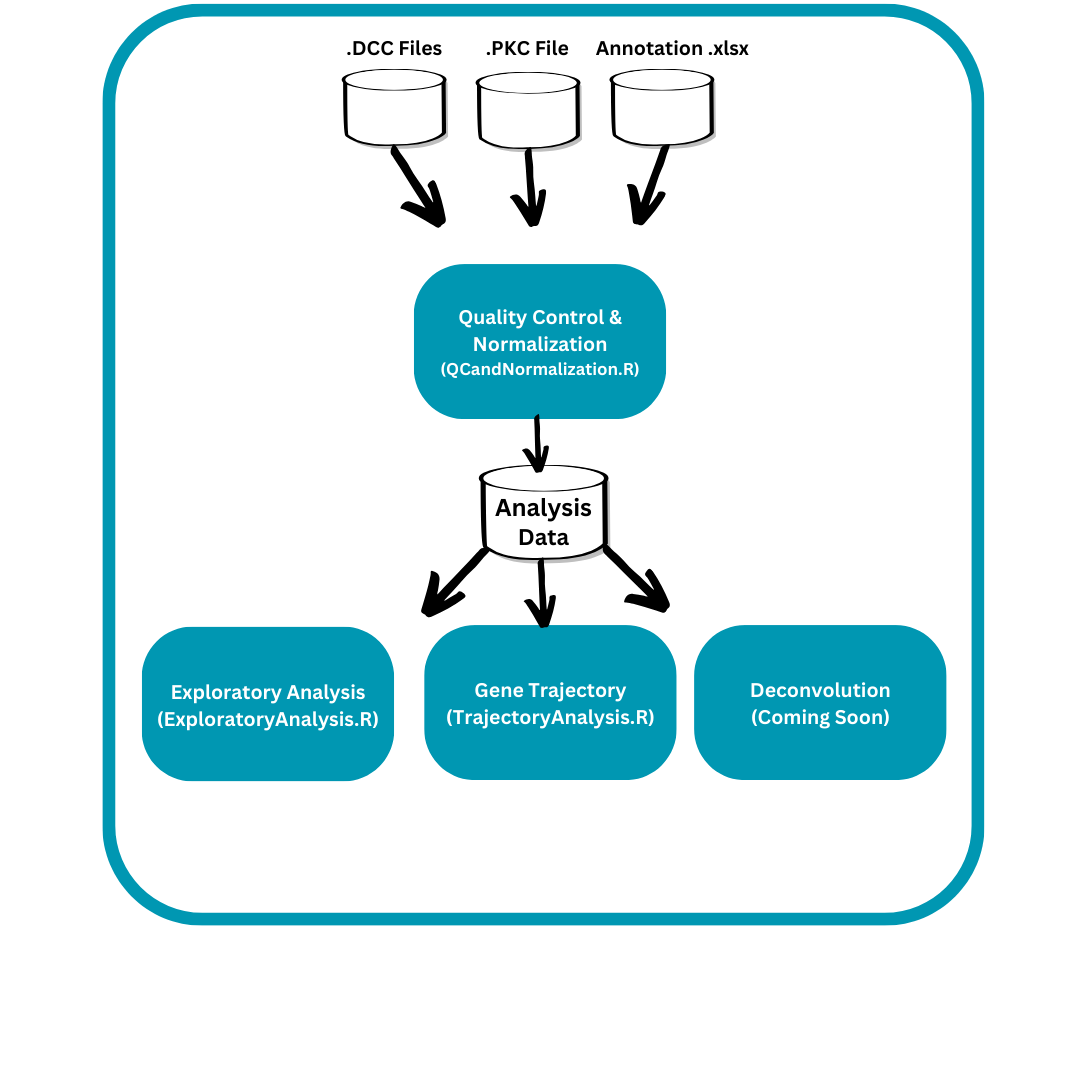 .DCC Files
.PKC File
Annotation .xlsx
Quality Control &
Normalization
(QCandNormalization.R)
Analysis
Data
Exploratory Analysis
(ExploratoryAnalysis.R)
Gene Trajectory
(TrajectoryAnalysis.R)
Deconvolution
(Coming Soon)